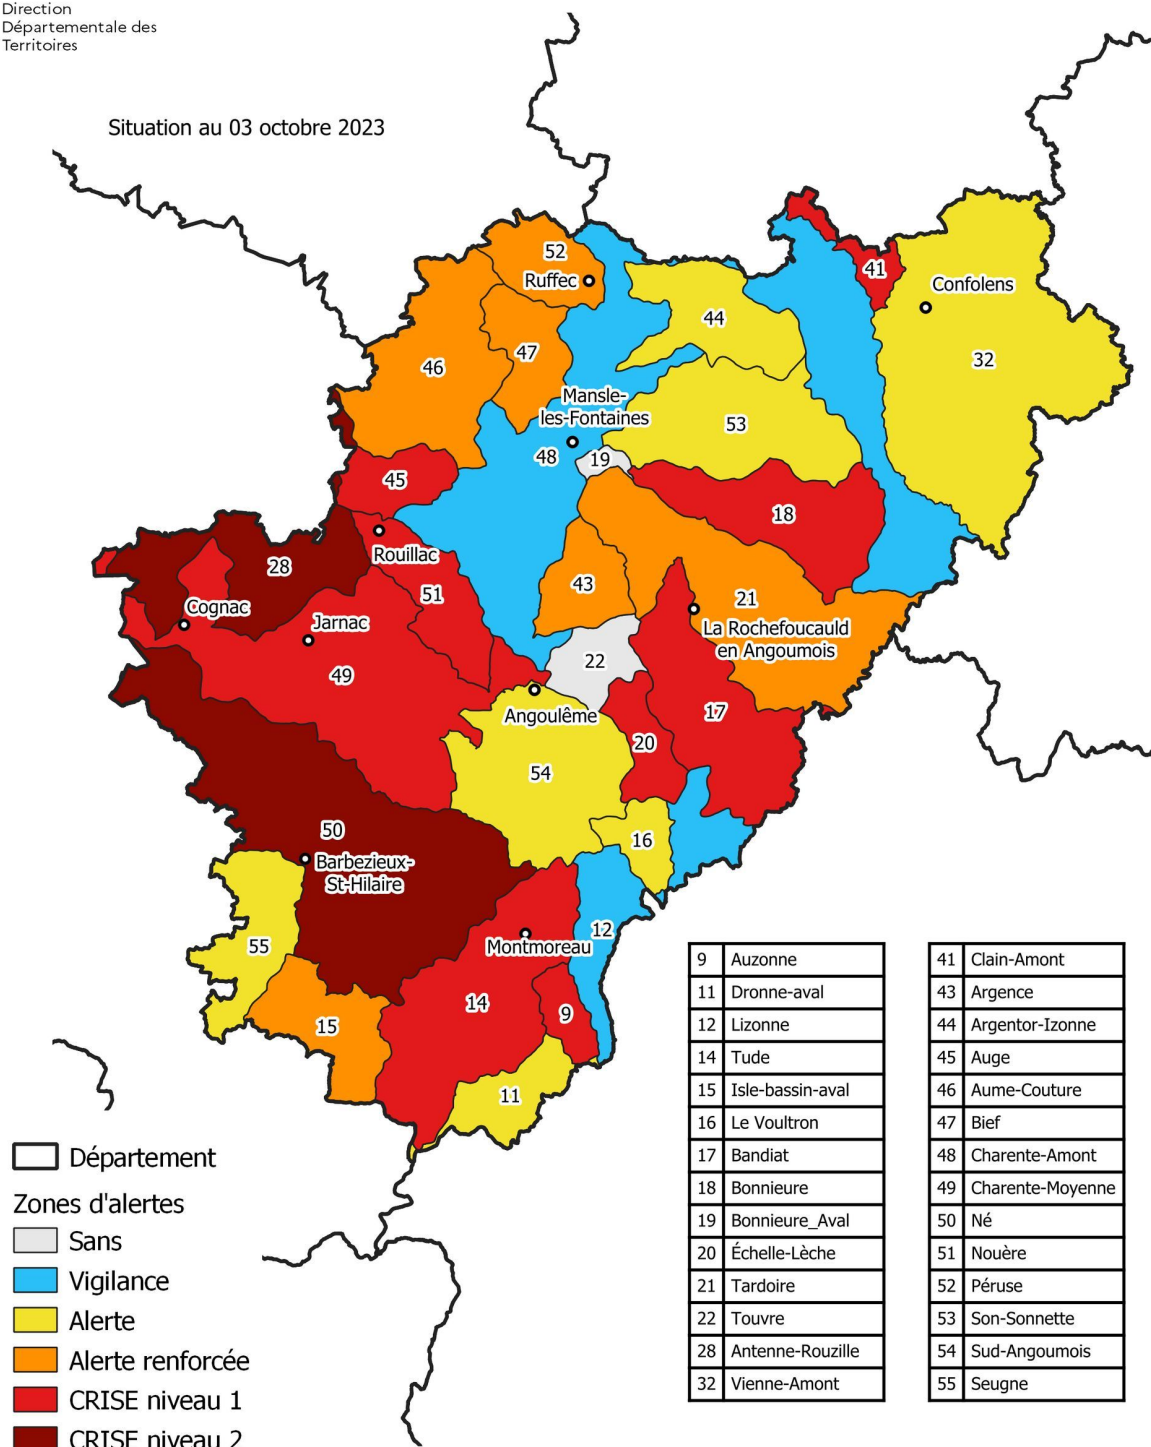 Direction
Départementale des
Territoires
Situation au 03 octobre 2023
52
Ruffec
41
Confolens
44
47
46
32
Mansle-
les-Fontaines
53
48
19
45
18
Rouillac
28
43
51
21
Cognac
Jarnac
La Rochefoucauld
en Angoumois
22
49
17
Angoulême
20
54
50
16
Barbezieux-
St-Hilaire
12
55
Montmoreau
14
9
15
11
9 Auzonne
11 Dronne-aval
12 Lizonne
14 Tude
15 Isle-bassin-aval
16 Le Voultron
17 Bandiat
18 Bonnieure
19 Bonnieure_Aval
20 Échelle-Lèche
21 Tardoire
22 Touvre
28 Antenne-Rouzille
32 Vienne-Amont
41 Clain-Amont
43 Argence
44 Argentor-Izonne
45 Auge
46 Aume-Couture
47 Bief
48 Charente-Amont
49 Charente-Moyenne
50 Né
51 Nouère
52 Péruse
53 Son-Sonnette
54 Sud-Angoumois
55 Seugne
Département
Zones d'alertes
Sans
Vigilance
Alerte
Alerte renforcée
CRISE niveau 1
CRISE niveau 2